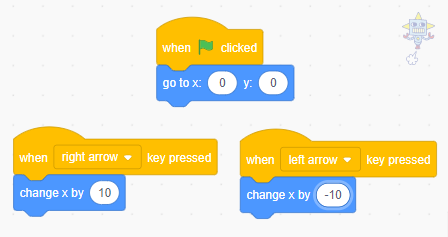 when clicked
go to x: 0 y: 0
when right arrow key pressed
change x by 10
when left arrow key pressed
change x by -10